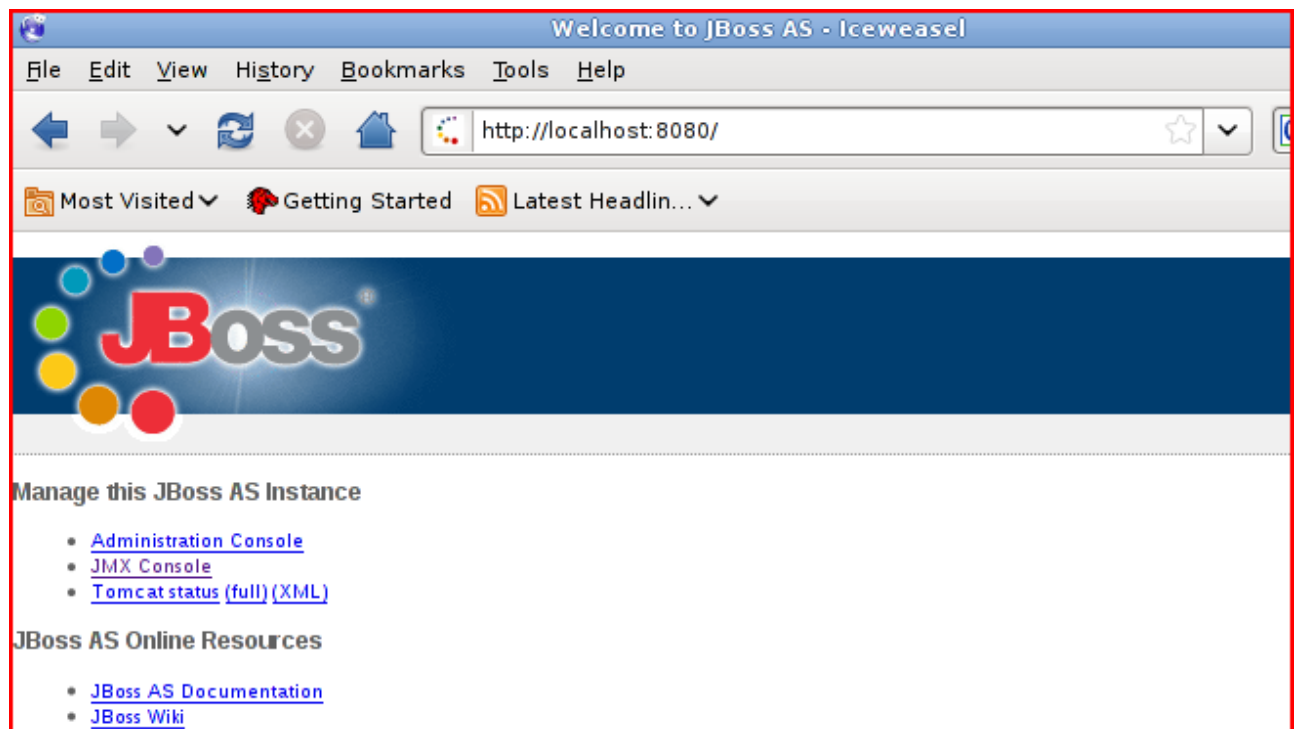 Welcome to JBoss AS - Iceweasel
File Edit View History Bookmarks Tools Help
http://localhost:8080/
Most Visited Getting Started Latest Headlin...
JBoss®
Manage this JBoss AS Instance
Administration Console
JMX Console
Tomcat status (full) (XML)
JBoss AS Online Resources
JBoss AS Documentation
JBoss Wiki